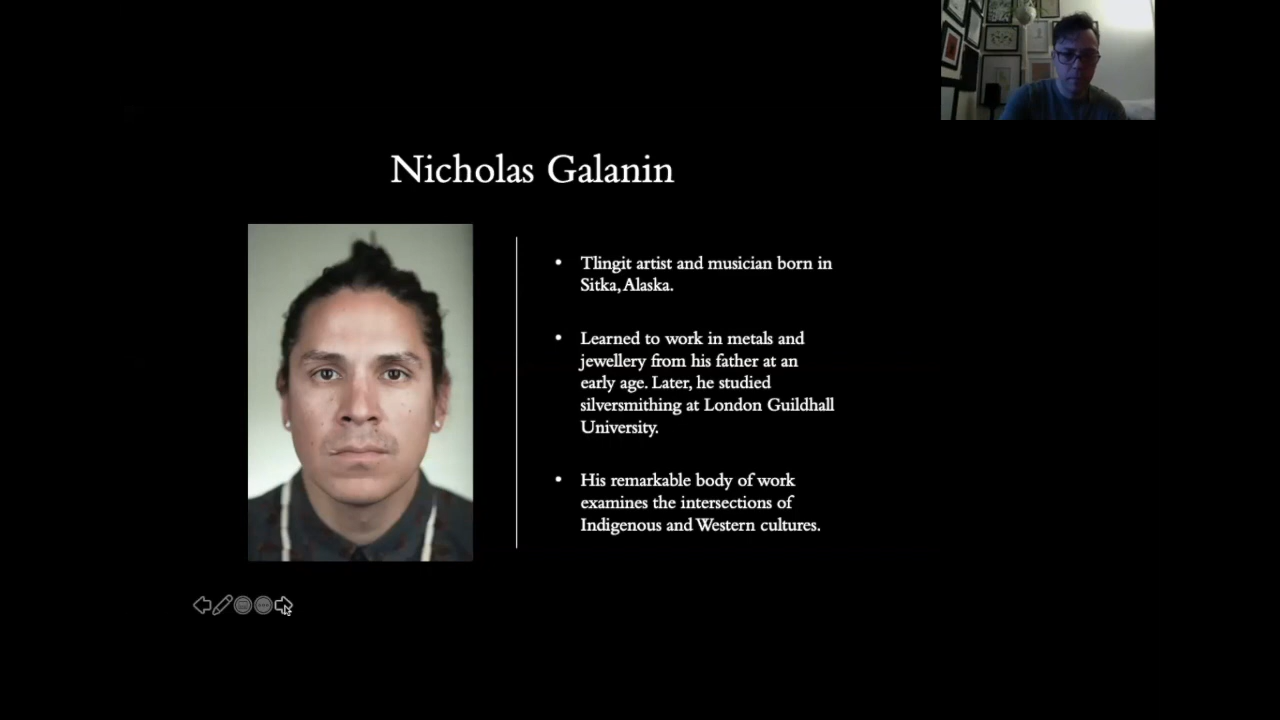 Nicholas Galanin
• Tlingit artist and musician born in
Sitka, Alaska.
• Learned to work in metals and
jewellery from his father at an
early age. Later, he studied
silversmithing at London Guildhall
University.
• His remarkable body of work
examines the intersections of
Indigenous and Western cultures.